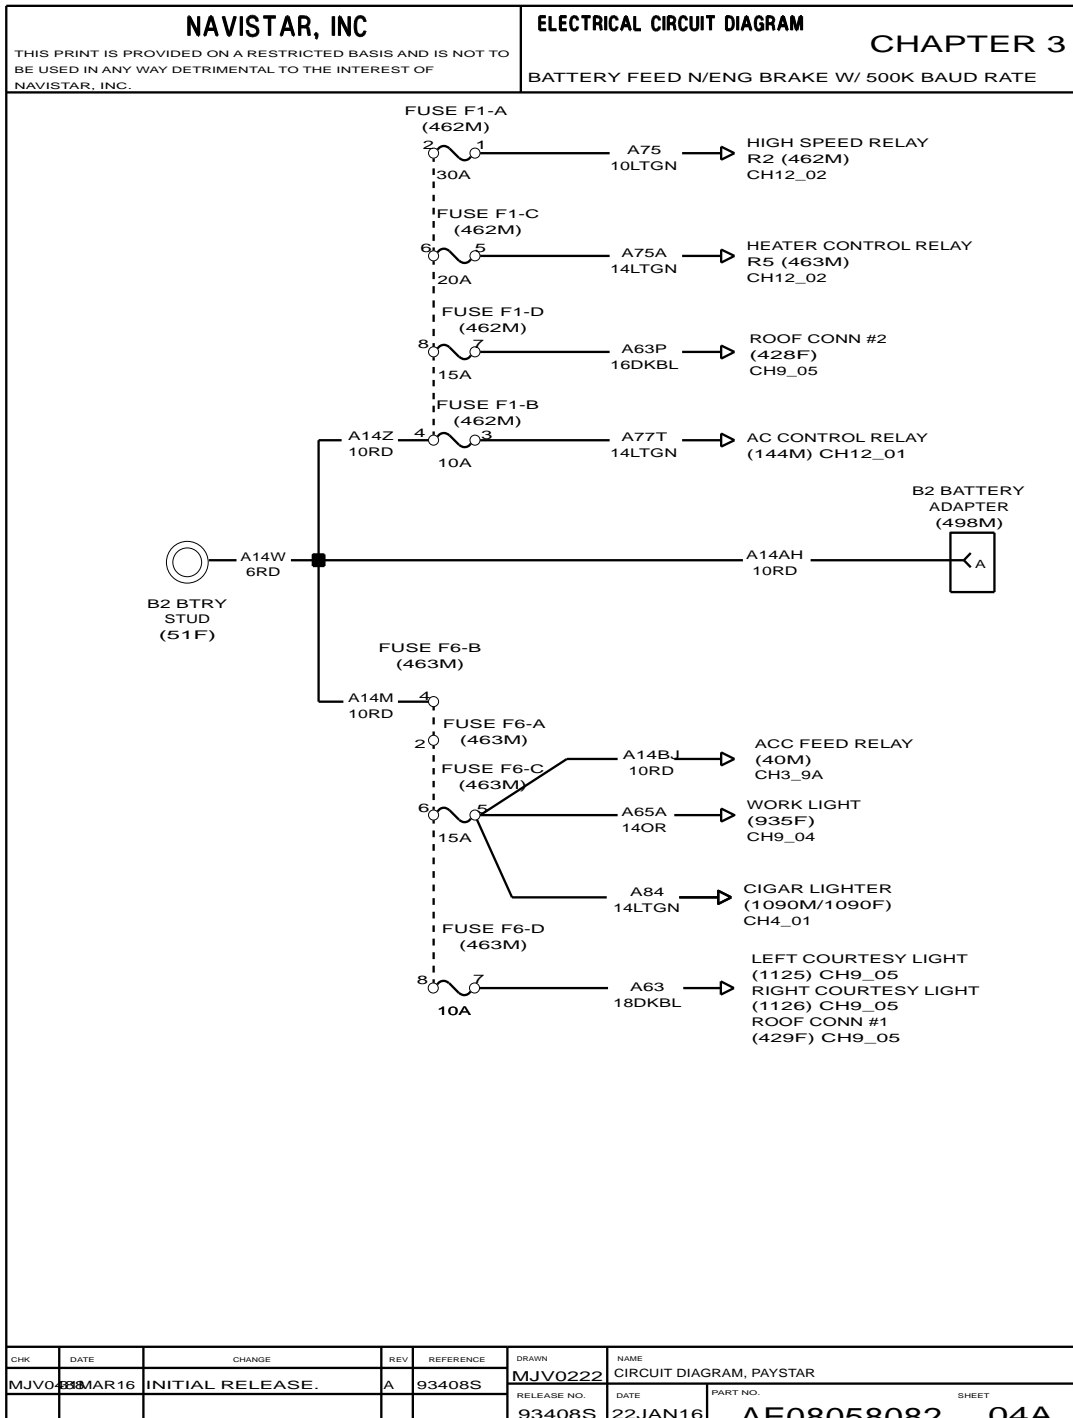 NAVISTAR, INC
THIS PRINT IS PROVIDED ON A RESTRICTED BASIS AND IS NOT TO
BE USED IN ANY WAY DETRIMENTAL TO THE INTEREST OF
NAVISTAR, INC.
ELECTRICAL CIRCUIT DIAGRAM
CHAPTER 3
BATTERY FEED N/ENG BRAKE W/ 500K BAUD RATE
FUSE F1-A
(462M)
2 1
30A
A75
10LTGN
HIGH SPEED RELAY
R2 (462M)
CH12_02
FUSE F1-C
(462M)
6 5
20A
A75A
14LTGN
HEATER CONTROL RELAY
R5 (463M)
CH12_02
FUSE F1-D
(462M)
8 7
15A
A63P
16DKBL
ROOF CONN #2
(428F)
CH9_05
FUSE F1-B
(462M)
A14Z
10RD
4 3
10A
A77T
14LTGN
AC CONTROL RELAY
(144M) CH12_01
B2 BATTERY
ADAPTER
(498M)
A
A14W
6RD
A14AH
10RD
B2 BTRY
STUD
(51F)
FUSE F6-B
(463M)
A14M
10RD
4
FUSE F6-A
(463M)
2
FUSE F6-C
(463M)
6 5
15A
A14BJ
10RD
ACC FEED RELAY
(40M)
CH3_9A
A65A
14OR
WORK LIGHT
(935F)
CH9_04
A84
14LTGN
CIGAR LIGHTER
(1090M/1090F)
CH4_01
FUSE F6-D
(463M)
8 7
10A
A63
18DKBL
LEFT COURTESY LIGHT
(1125) CH9_05
RIGHT COURTESY LIGHT
(1126) CH9_05
ROOF CONN #1
(429F) CH9_05
CHK DATE CHANGE REV REFERENCE
INITIAL RELEASE. A 93408S
DRAWN
MJV0222
NAME
CIRCUIT DIAGRAM, PAYSTAR
RELEASE NO.
93408S
DATE
22JAN16
PART NO.
AE08058082
SHEET
04A